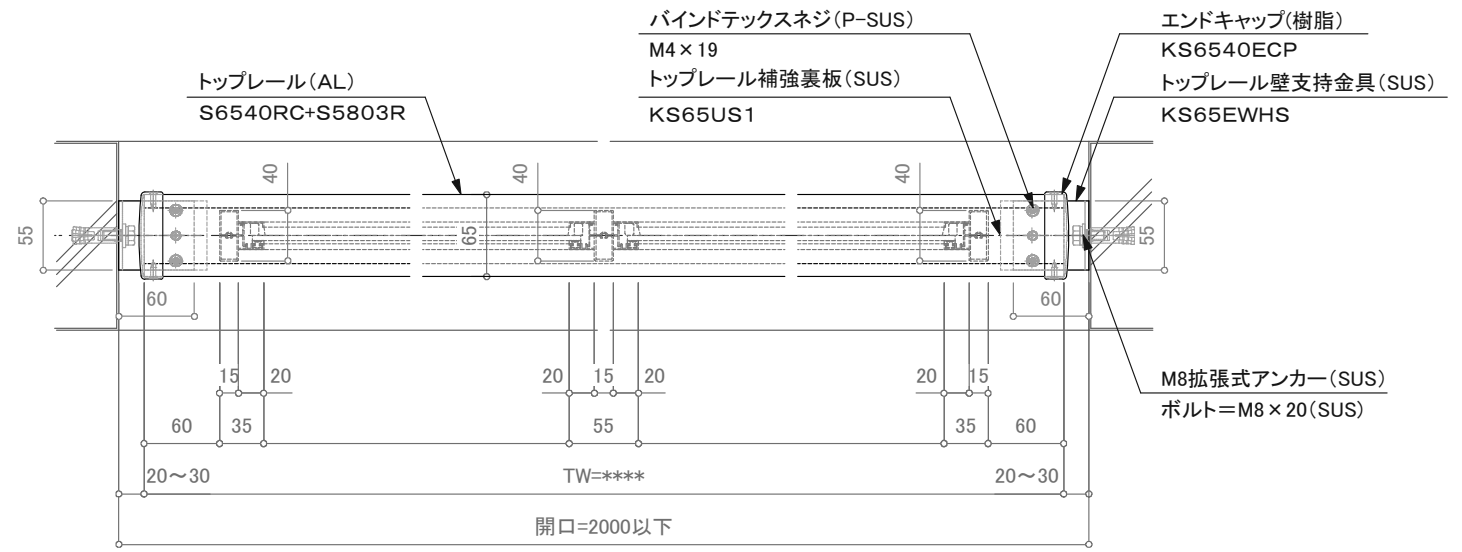 バインドテックスネジ(P-SUS)
M4×19
トップレール補強裏板(SUS)
KS65US1
エンドキャップ(樹脂)
KS6540ECP
トップレール壁支持金具(SUS)
KS65EWHS
トップレール(AL)
S6540RC+S5803R
40
40
40
55
65
55
60
60
15
20
20
15
20
20
15
M8拡張式アンカー(SUS)
ボルト=M8×20(SUS)
60
35
55
35
60
20～30
TW=****
20～30
開口=2000以下